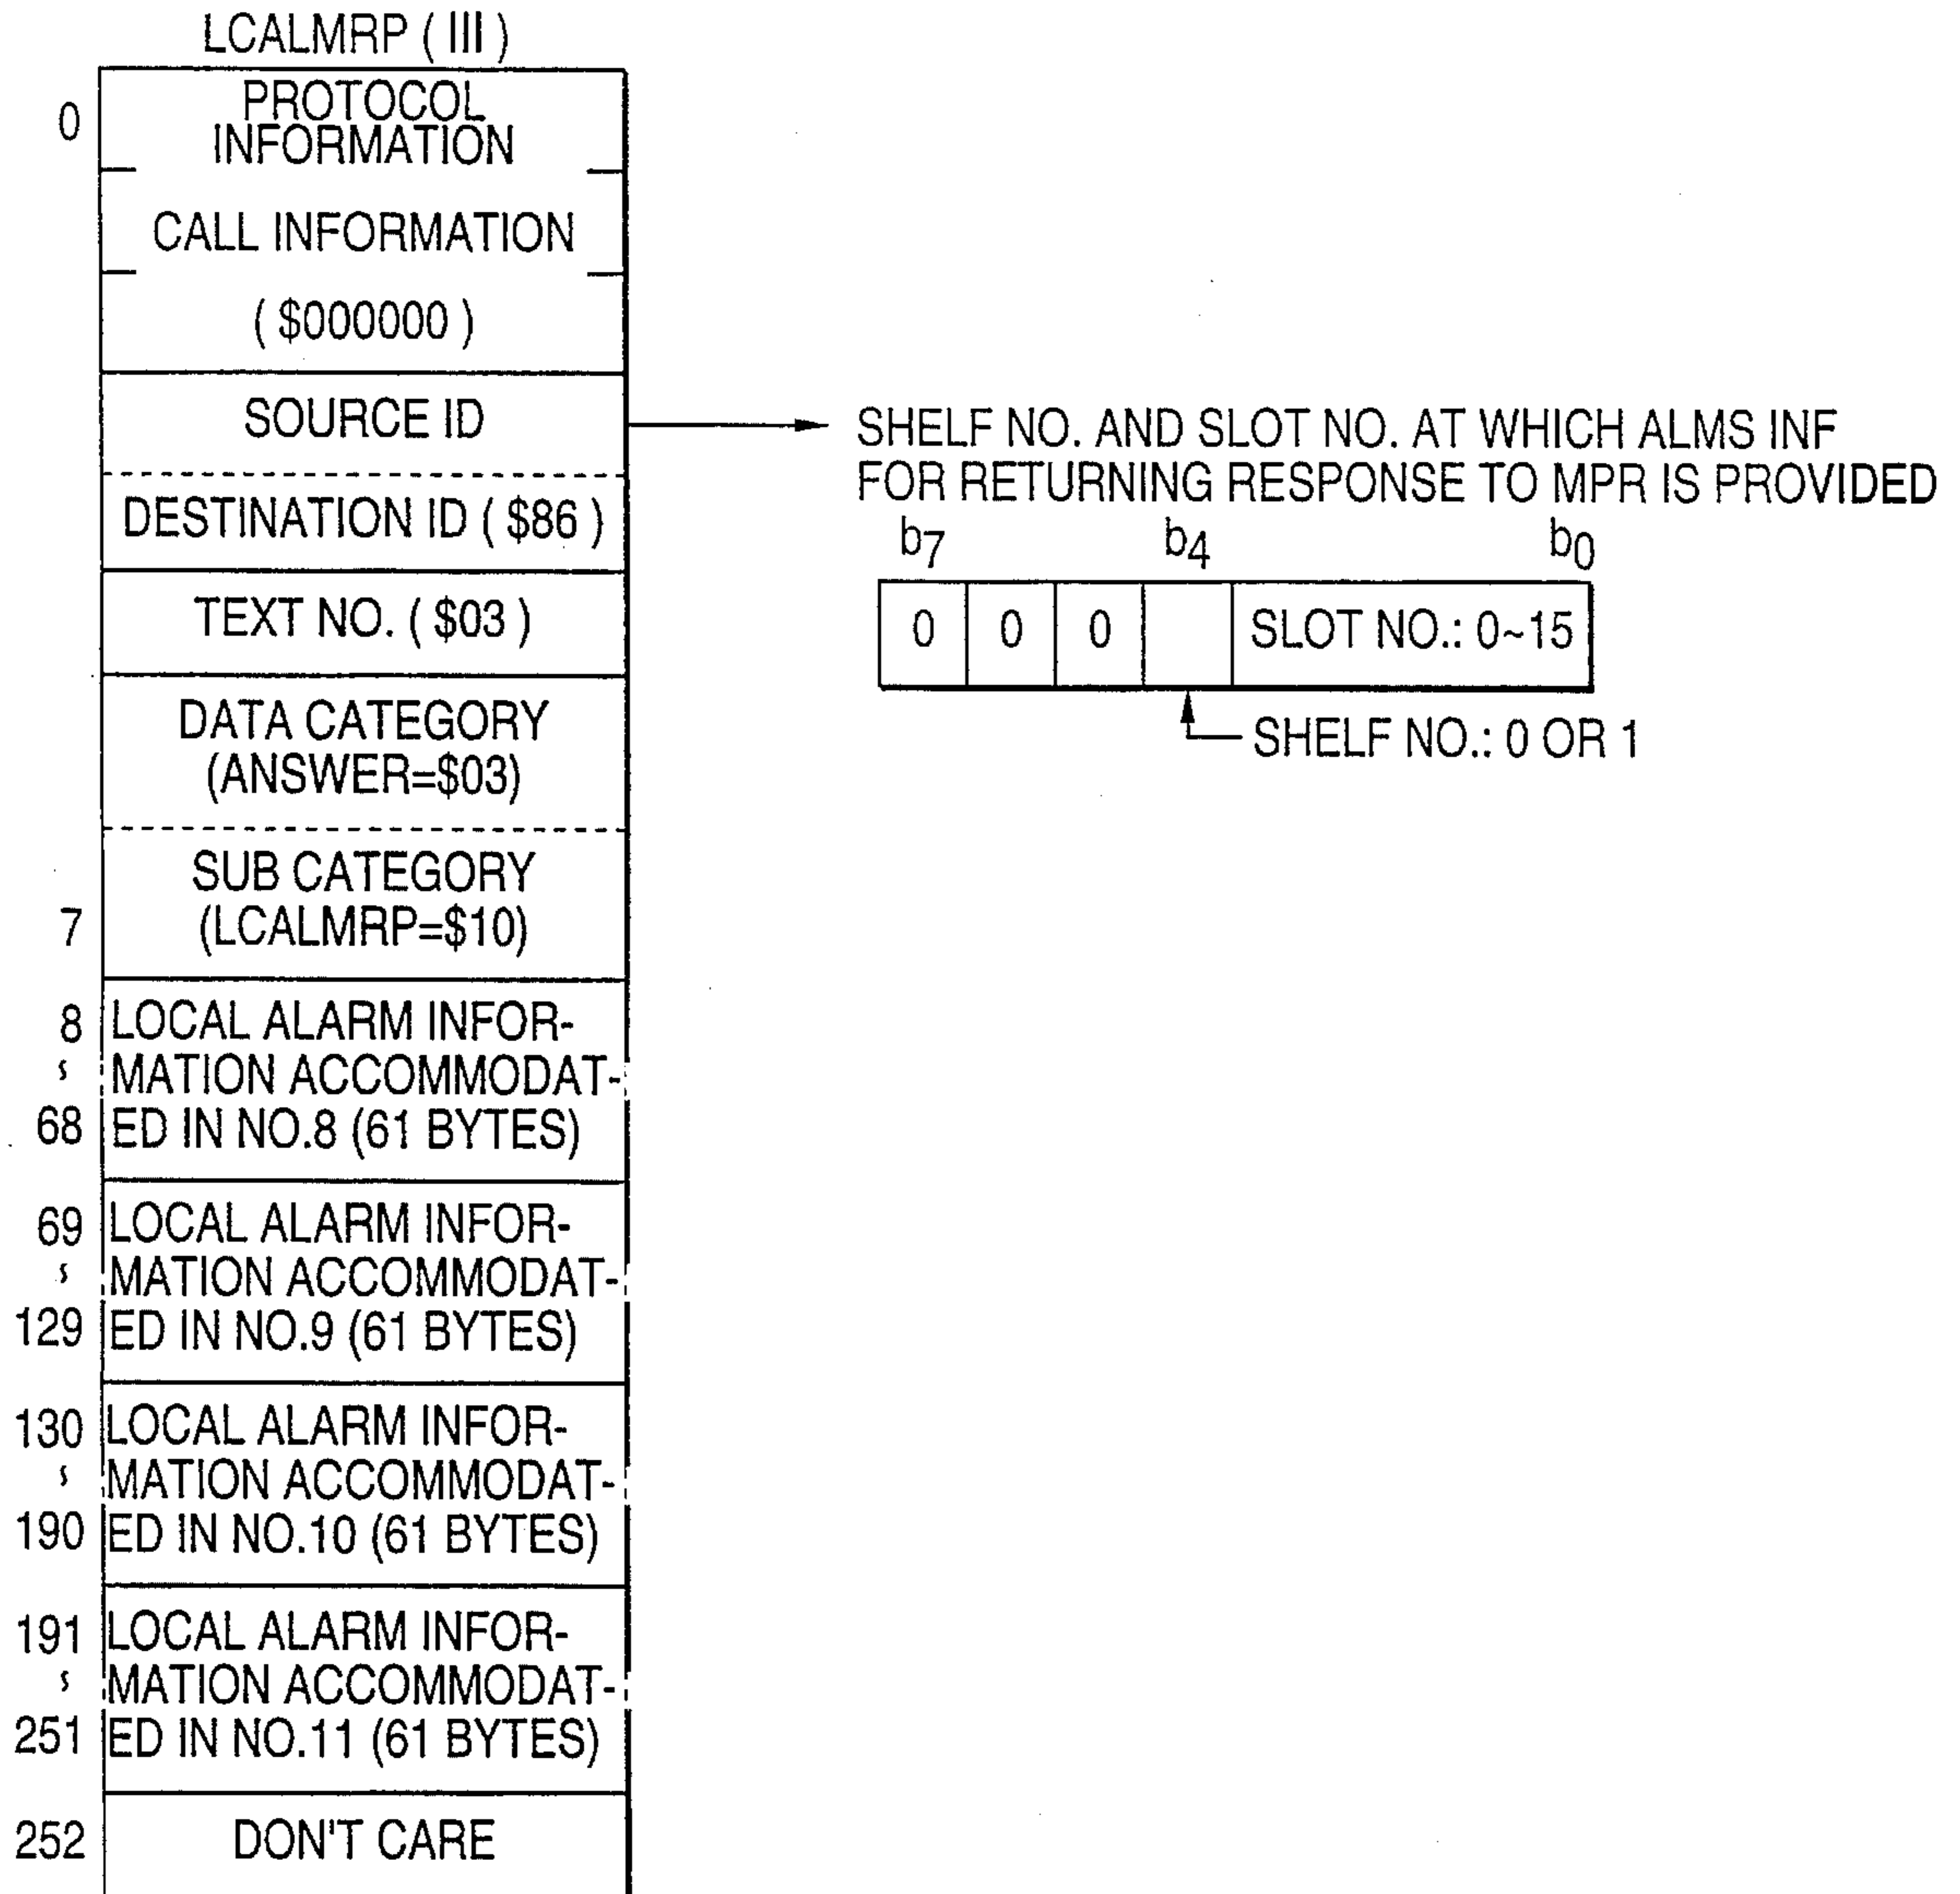 LCALMRP ( III )
0
PROTOCOL
INFORMATION
CALL INFORMATION
( $000000 )
SOURCE ID
DESTINATION ID ( $86 )
TEXT NO. ( $03 )
DATA CATEGORY
(ANSWER=$03)
SUB CATEGORY
7 (LCALMRP=$10)
8 LOCAL ALARM INFOR-
~ MATION ACCOMMODAT-
68 ED IN NO.8 (61 BYTES)
69 LOCAL ALARM INFOR-
~ MATION ACCOMMODAT-
129 ED IN NO.9 (61 BYTES)
130 LOCAL ALARM INFOR-
~ MATION ACCOMMODAT-
190 ED IN NO.10 (61 BYTES)
191 LOCAL ALARM INFOR-
~ MATION ACCOMMODAT-
251 ED IN NO.11 (61 BYTES)
252 DON'T CARE
SHELF NO. AND SLOT NO. AT WHICH ALMS INF
FOR RETURNING RESPONSE TO MPR IS PROVIDED
b7 b4 b0
0 0 0 SLOT NO.: 0~15
SHELF NO.: 0 OR 1